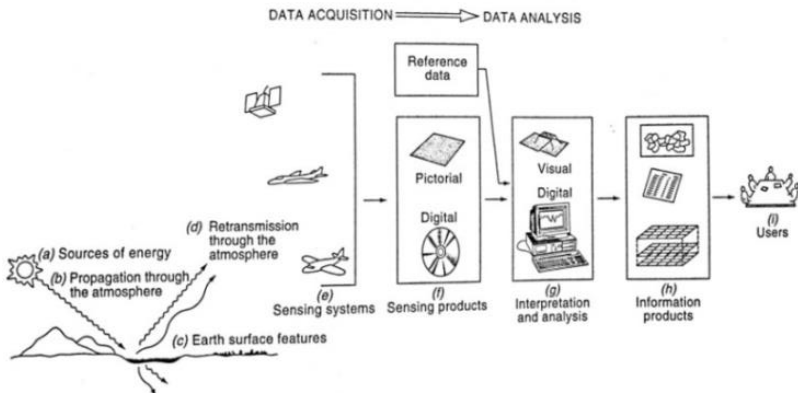 DATA ACQUISITION DATA ANALYSIS
Reference
data
Pictorial
Digital
Visual
Digital
(a) Sources of energy
(b) Propagation through
the atmosphere
(c) Earth surface features
(d) Retransmission
through the
atmosphere
(e)
Sensing systems
(f)
Sensing products
(g)
Interpretation
and analysis
(h)
Information
products
(i)
Users